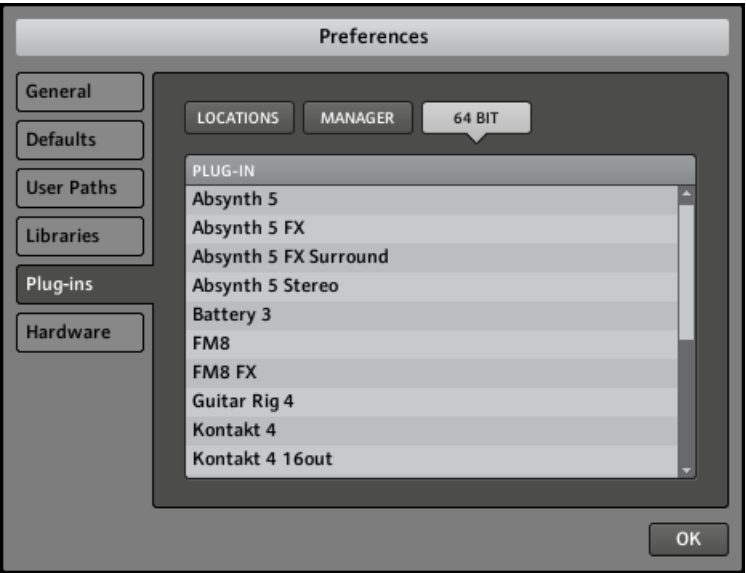 Preferences
General
Defaults
User Paths
Libraries
Plug-ins
Hardware
LOCATIONS MANAGER 64 BIT
PLUG-IN
Absynth 5
Absynth 5 FX
Absynth 5 FX Surround
Absynth 5 Stereo
Battery 3
FM8
FM8 FX
Guitar Rig 4
Kontakt 4
Kontakt 4 16out
OK